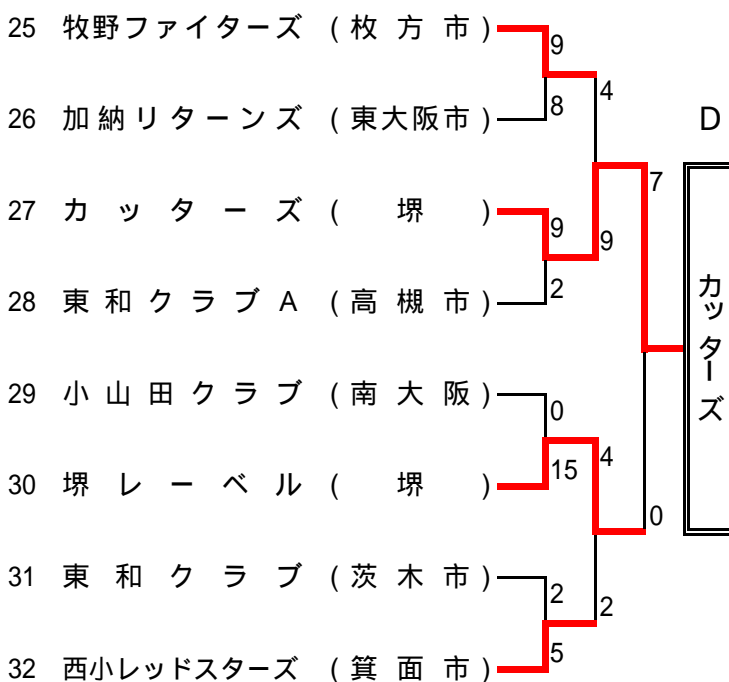 25 牧野ファイターズ (枚方市)
9
4
8
26 加納リターンズ (東大阪市)
D
7
27 カッターズ (堺)
9
9
2
28 東和クラブA (高槻市)
カッターズ
29 小山田クラブ (南大阪)
0
4
15
30 堺レーベル (堺)
0
31 東和クラブ (茨木市)
2
2
5
32 西小レッドスターズ (箕面市)